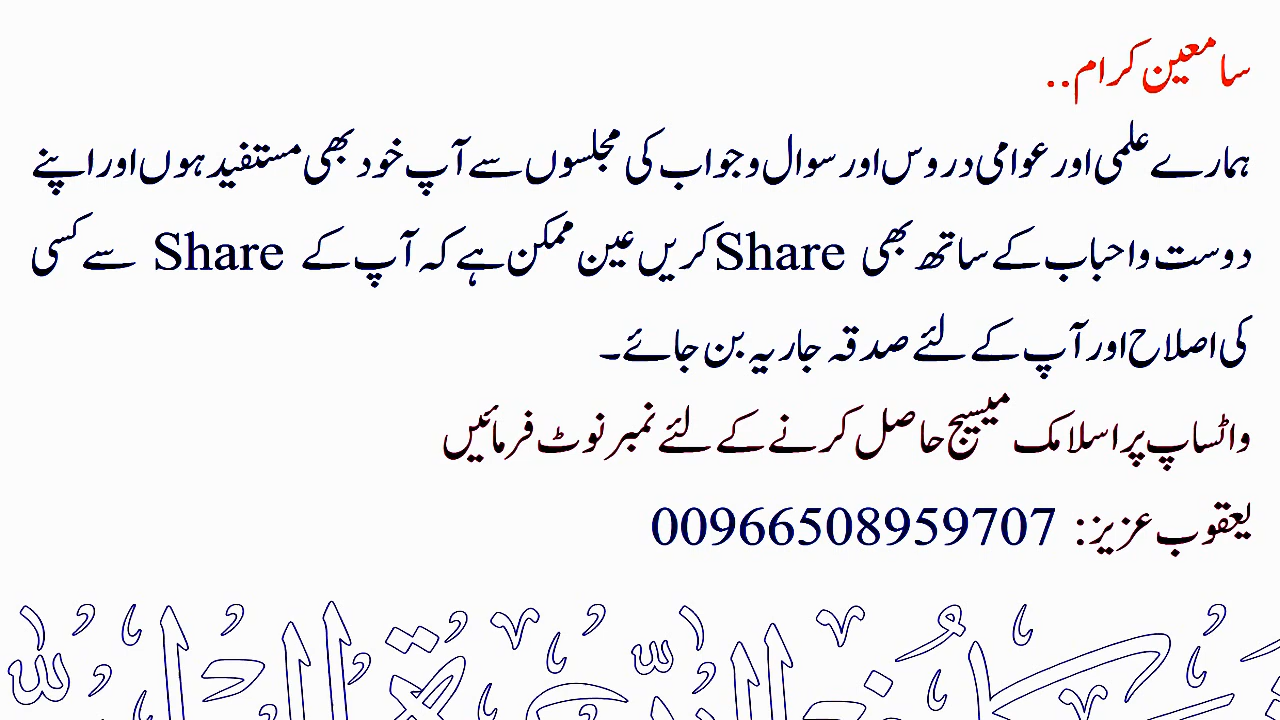 سامعین کرام..
ہمارے علمی اور عوامی دروس اور سوال و جواب کی مجلسوں سے آپ خود بھی مستفید ہوں اور اپنے
دوست و احباب کے ساتھ بھی Share کریں عین ممکن ہے کہ آپ کے Share سے کسی
کی اصلاح اور آپ کے لئے صدقہ جاریہ بن جائے۔
واٹساپ پر اسلامک میسیج حاصل کرنے کے لئے نمبر نوٹ فرمائیں
یعقوب عزیز: 00966508959707